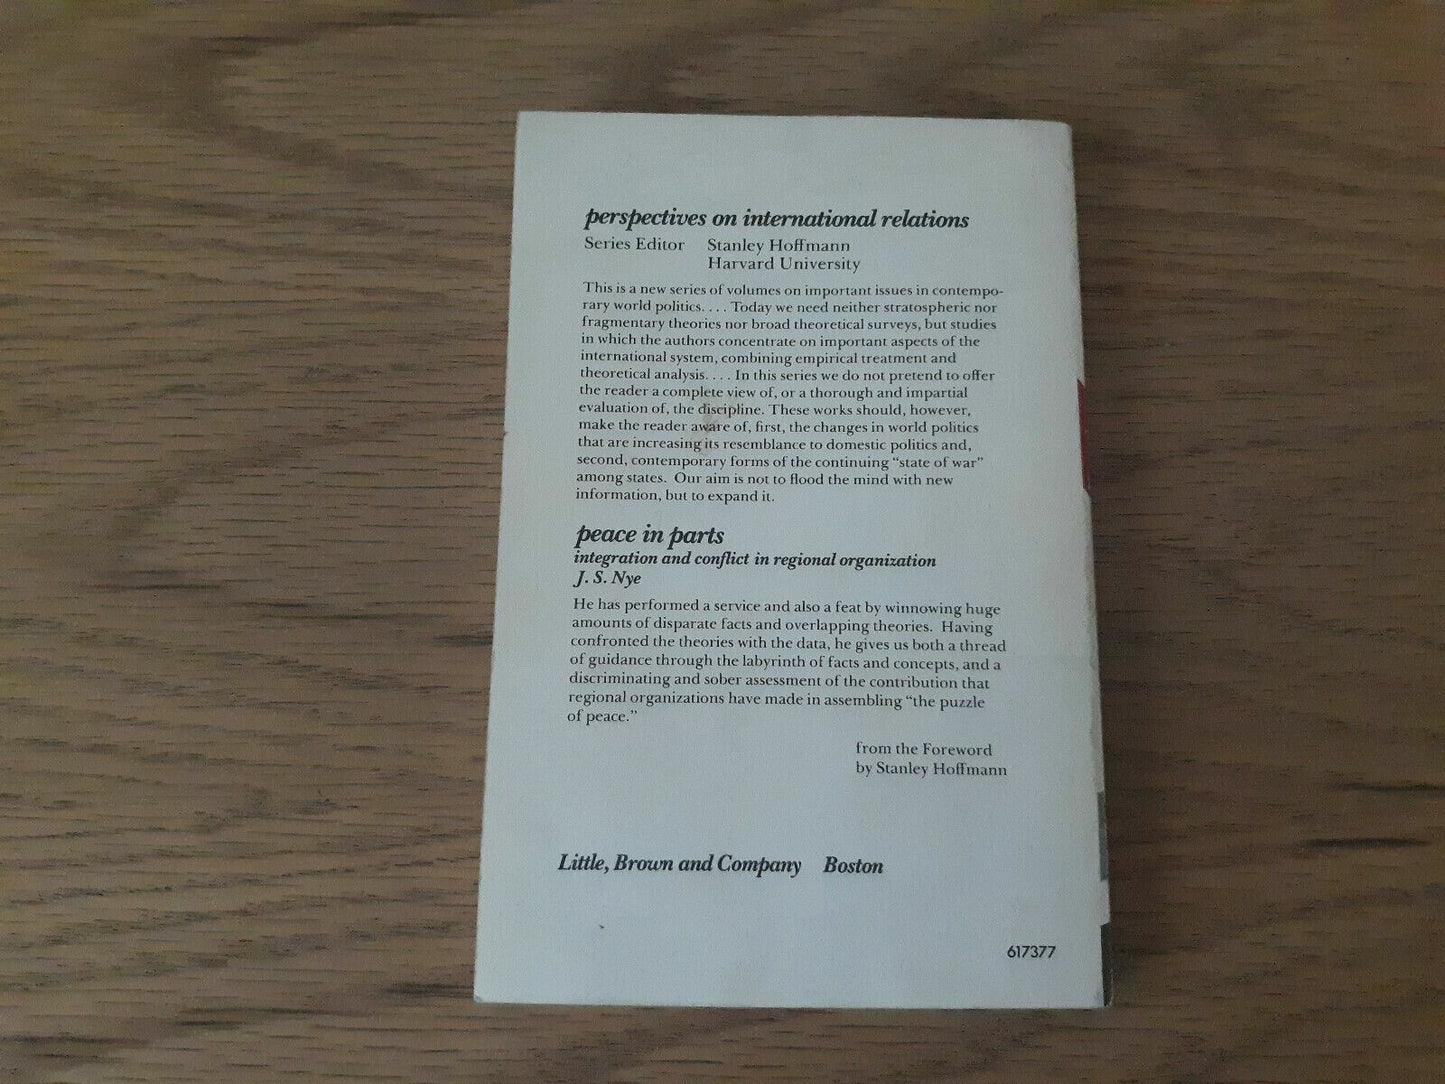 perspectives on international relations
Series Editor Stanley Hoffmann
Harvard University
This is a new series of volumes on important issues in contempo-
rary world politics. . . . Today we need neither stratospheric nor
fragmentary theories nor broad theoretical surveys, but studies
in which the authors concentrate on important aspects of the
international system, combining empirical treatment and
theoretical analysis. . . . In this series we do not pretend to offer
the reader a complete view of, or a thorough and impartial
evaluation of, the discipline. These works should, however,
make the reader aware of, first, the changes in world politics
that are increasing its resemblance to domestic politics and,
second, contemporary forms of the continuing “state of war”
among states. Our aim is not to flood the mind with new
information, but to expand it.
peace in parts
integration and conflict in regional organization
J. S. Nye
He has performed a service and also a feat by winnowing huge
amounts of disparate facts and overlapping theories. Having
confronted the theories with the data, he gives us both a thread
of guidance through the labyrinth of facts and concepts, and a
discriminating and sober assessment of the contribution that
regional organizations have made in assembling “the puzzle
of peace.”
from the Foreword
by Stanley Hoffmann
Little, Brown and Company Boston
617377